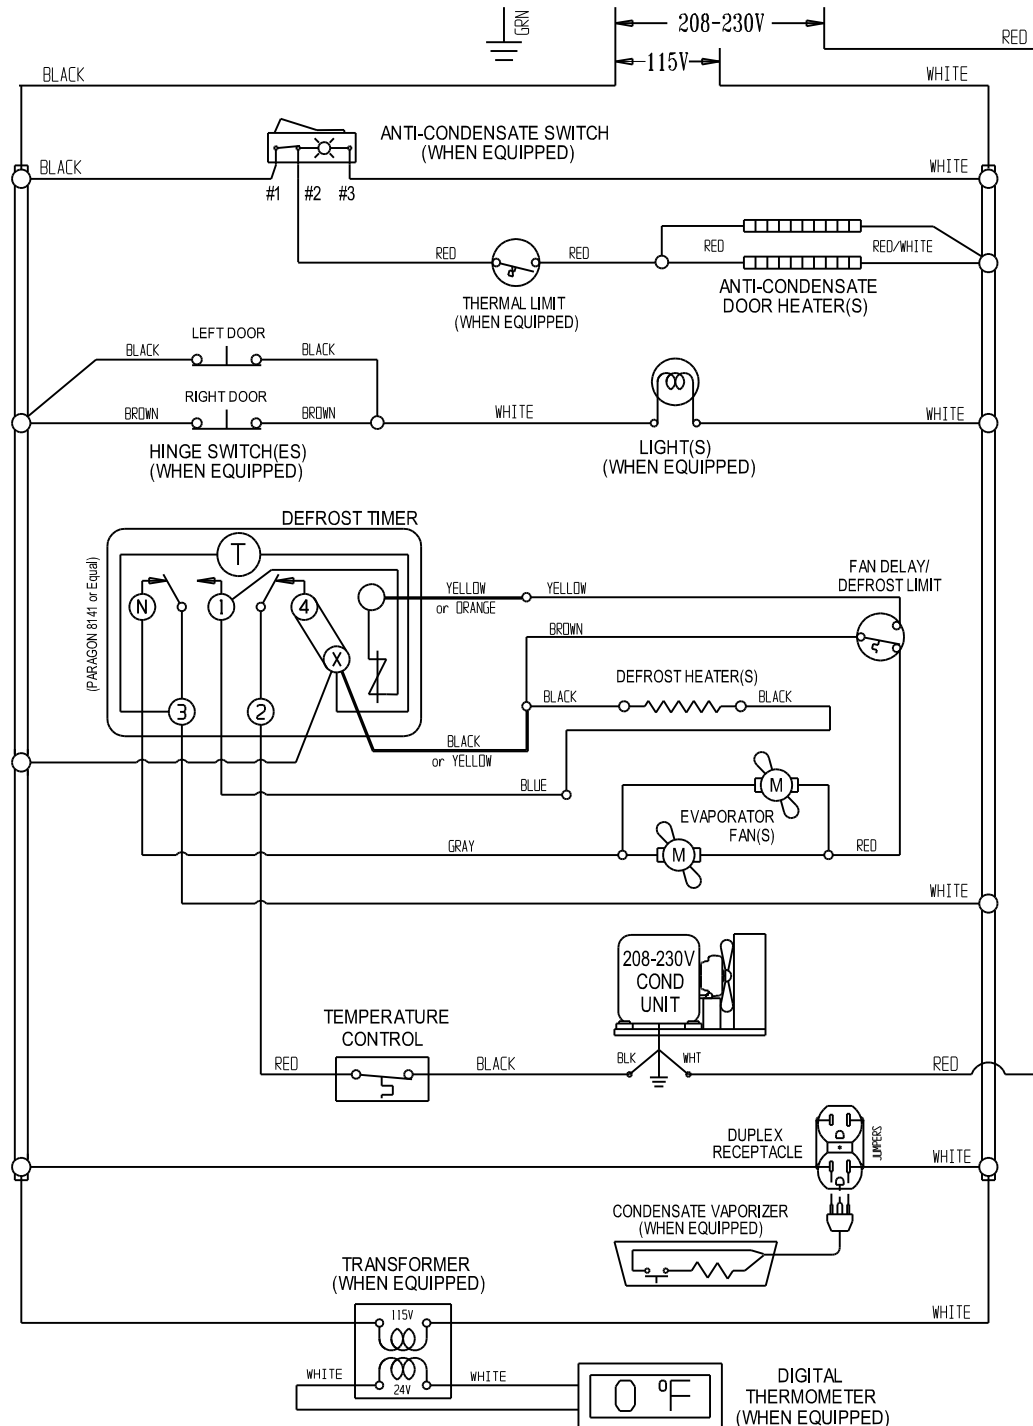 GRN
208-230V
RED
115V
BLACK
WHITE
ANTI-CONDENSATE SWITCH
(WHEN EQUIPPED)
BLACK
WHITE
#1 #2 #3
RED
RED
RED
RED/WHITE
THERMAL LIMIT
(WHEN EQUIPPED)
ANTI-CONDENSATE
DOOR HEATER(S)
LEFT DOOR
BLACK
BLACK
RIGHT DOOR
BROWN
BROWN
WHITE
WHITE
HINGE SWITCH(ES)
(WHEN EQUIPPED)
LIGHT(S)
(WHEN EQUIPPED)
DEFROST TIMER
(PARAGON 8141 or Equal)
T
N
1
4
X
3
2
YELLOW
or ORANGE
YELLOW
FAN DELAY/
DEFROST LIMIT
BROWN
DEFROST HEATER(S)
BLACK
BLACK
BLACK
or YELLOW
BLUE
M
EVAPORATOR
FAN(S)
M
GRAY
RED
WHITE
208-230V
COND
UNIT
TEMPERATURE
CONTROL
RED
BLACK
BLK
WHT
RED
DUPLEX
RECEPTACLE
JUMPERS
WHITE
CONDENSATE VAPORIZER
(WHEN EQUIPPED)
TRANSFORMER
(WHEN EQUIPPED)
115V
WHITE
WHITE
24V
WHITE
0 °F
DIGITAL
THERMOMETER
(WHEN EQUIPPED)